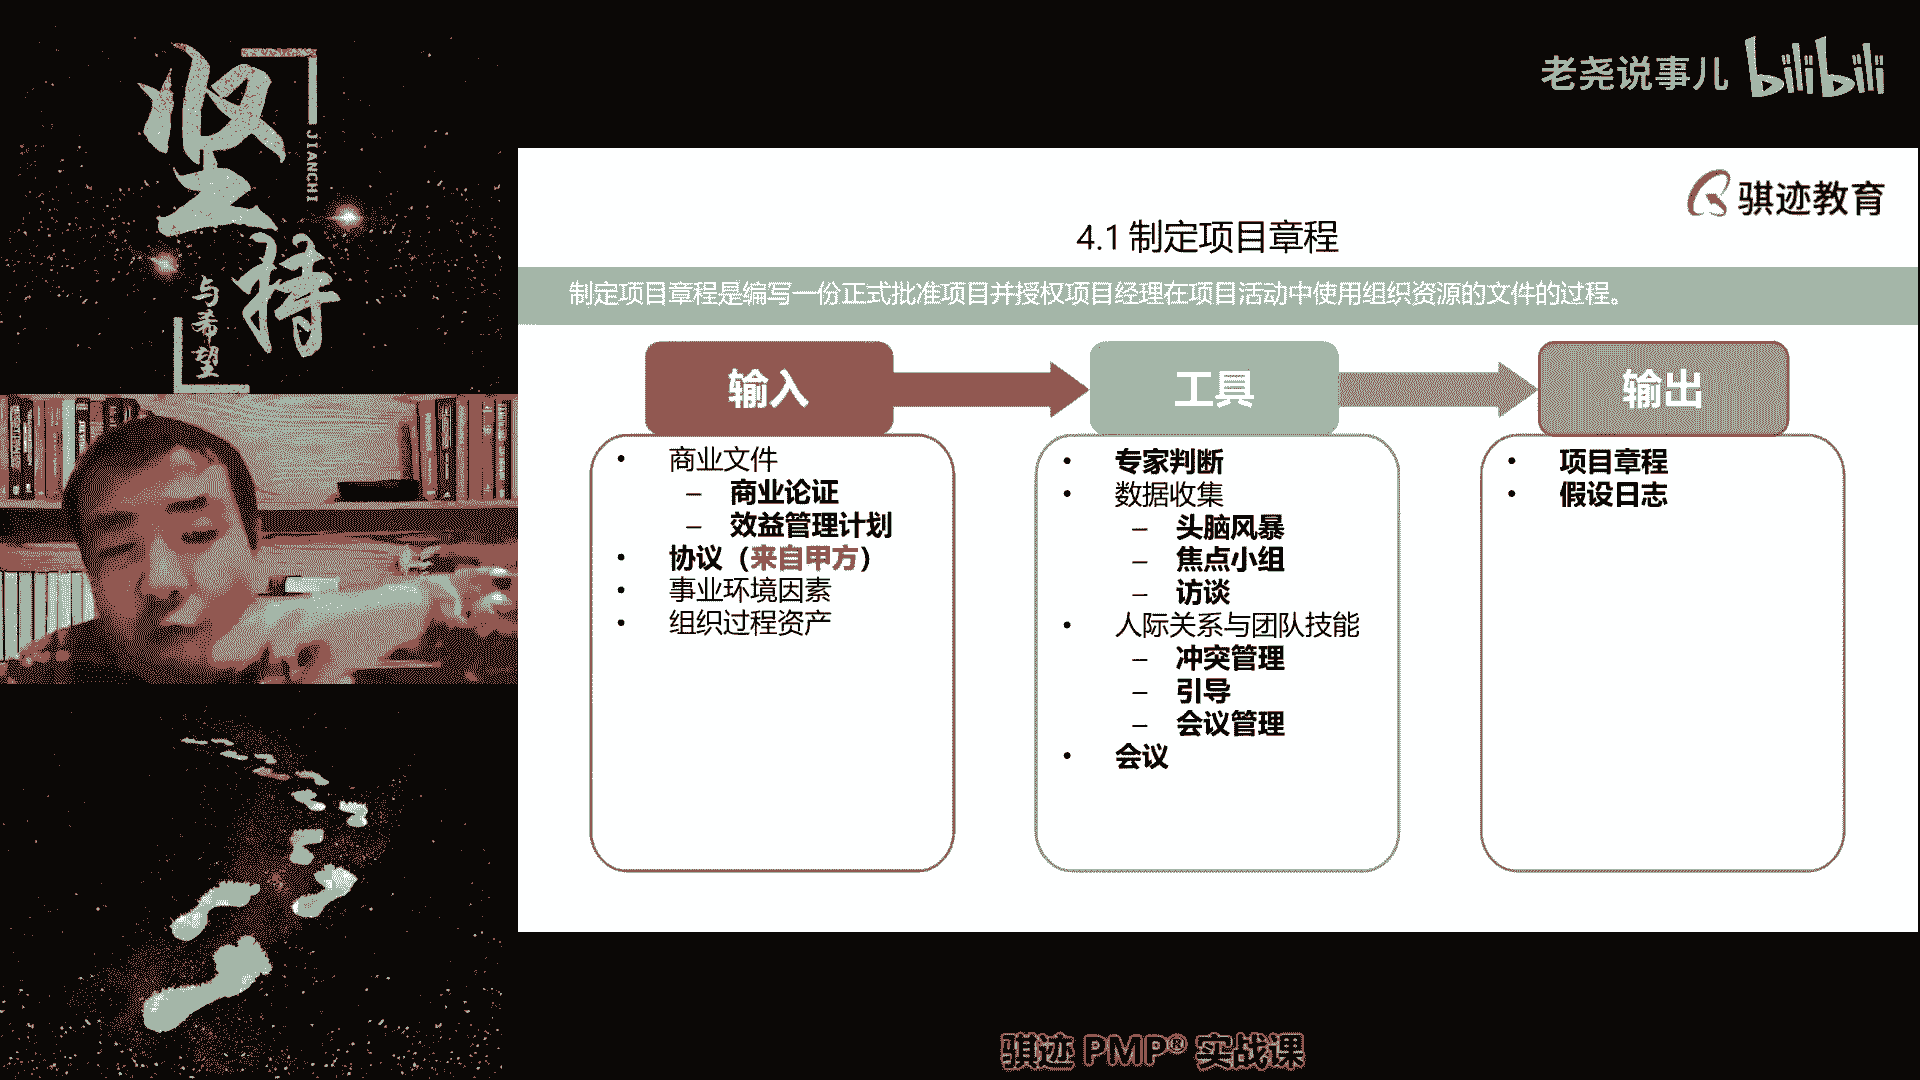 坚持
JIANCHI
与希望
老尧说事儿 bilibili
骐迹教育
4.1 制定项目章程
制定项目章程是编写一份正式批准项目并授权项目经理在项目活动中使用组织资源的文件的过程。
输入
• 商业文件
– 商业论证
– 效益管理计划
• 协议（来自甲方）
• 事业环境因素
• 组织过程资产
工具
• 专家判断
• 数据收集
– 头脑风暴
– 焦点小组
– 访谈
• 人际关系与团队技能
– 冲突管理
– 引导
– 会议管理
• 会议
输出
• 项目章程
• 假设日志
骐迹 PMP® 实战课